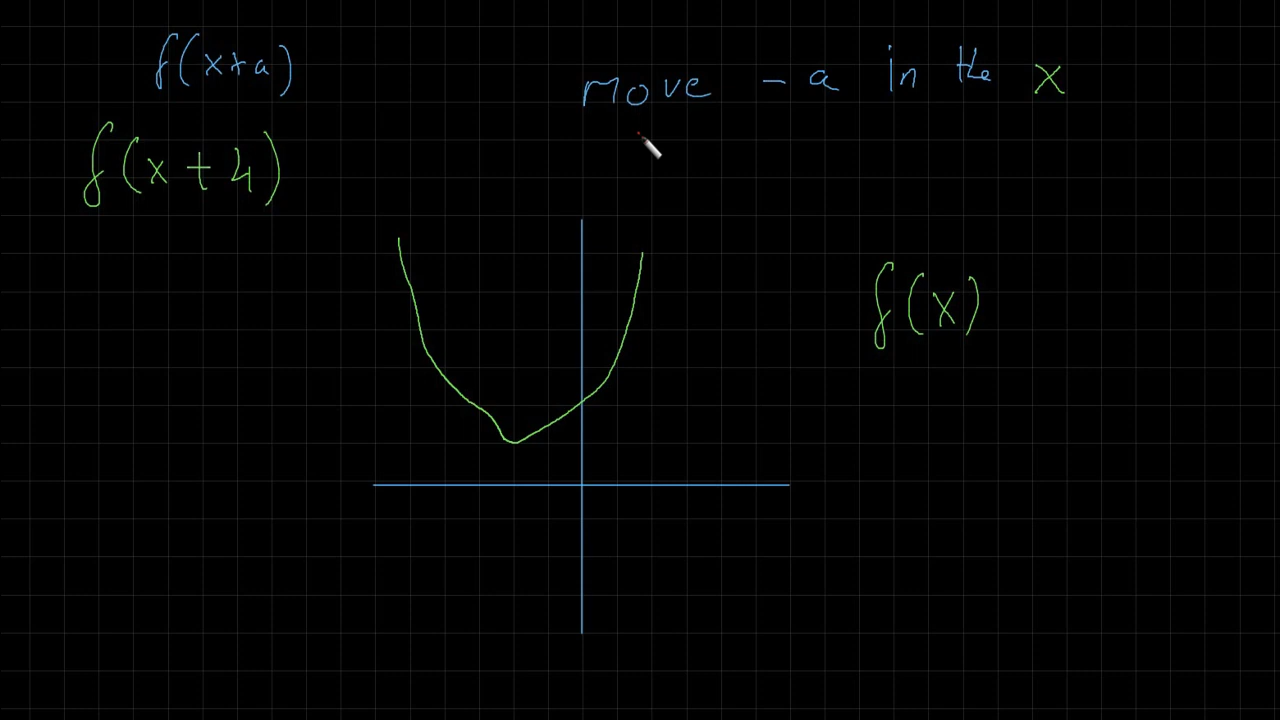 f(x+a)
move - a in the x
f(x + 4)
f(x)